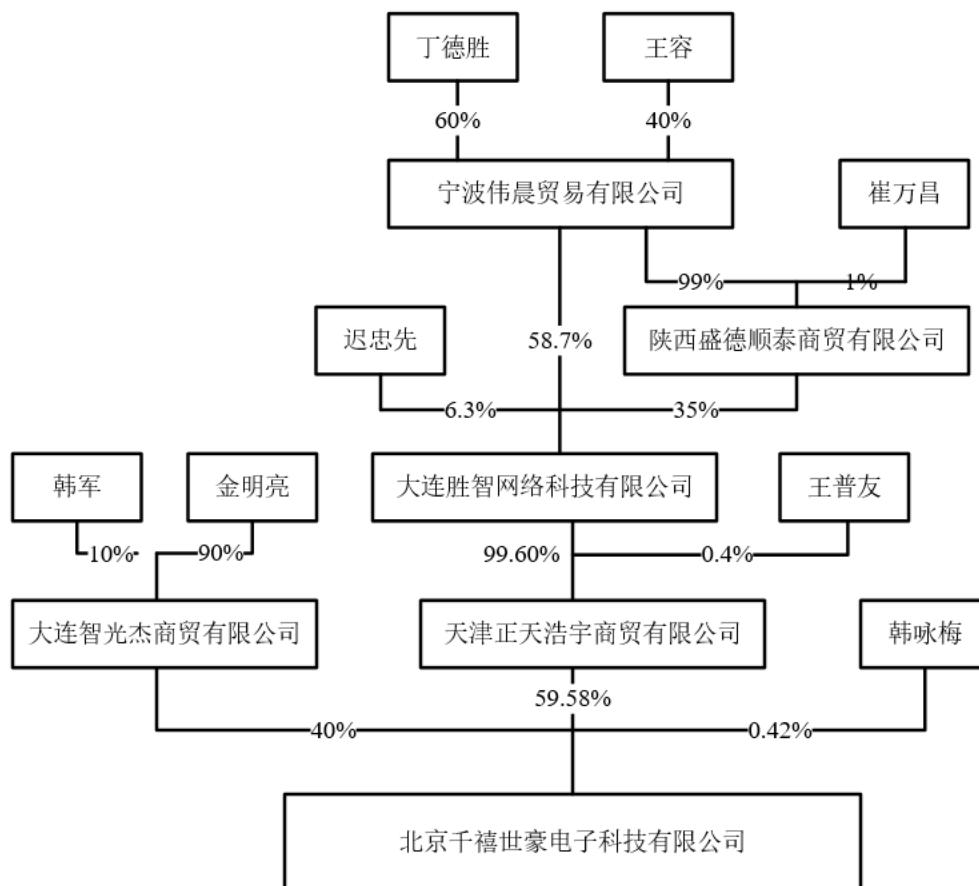 丁德胜
王容
60%
40%
宁波伟晨贸易有限公司
崔万昌
99%
1%
迟忠先
58.7%
陕西盛德顺泰商贸有限公司
6.3%
35%
韩军
金明亮
大连胜智网络科技有限公司
王普友
10%
90%
99.60%
0.4%
大连智光杰商贸有限公司
天津正天浩宇商贸有限公司
韩咏梅
59.58%
40%
0.42%
北京千禧世豪电子科技有限公司